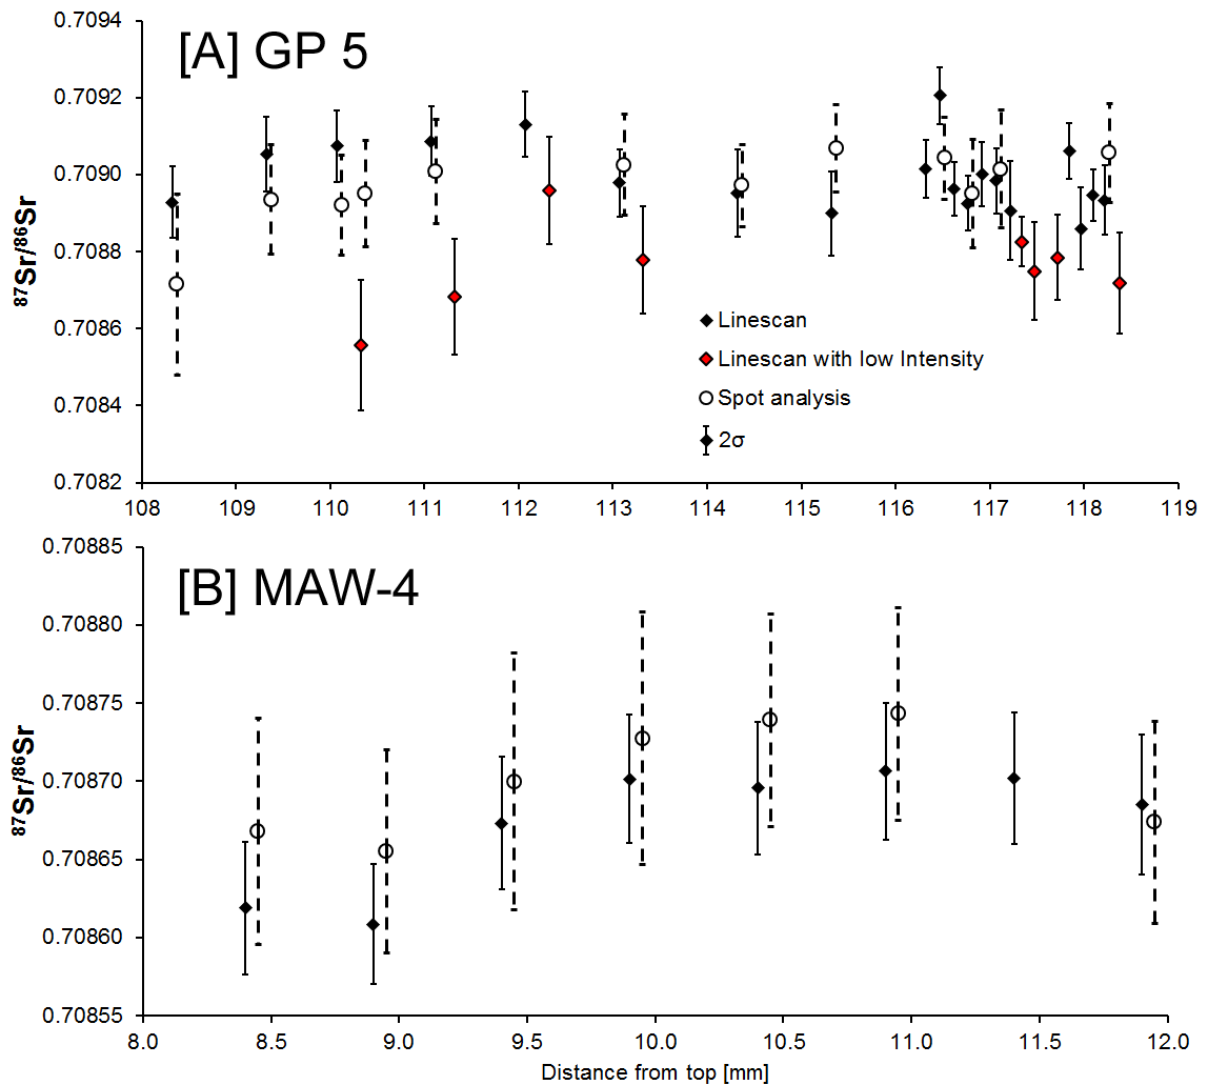 [A] GP 5
⁸⁷Sr/⁸⁶Sr
0.7094
0.7092
0.7090
0.7088
0.7086
0.7084
0.7082
Linescan
Linescan with low Intensity
Spot analysis
2σ
108 109 110 111 112 113 114 115 116 117 118 119
[B] MAW-4
⁸⁷Sr/⁸⁶Sr
0.70885
0.70880
0.70875
0.70870
0.70865
0.70860
0.70855
8.0 8.5 9.0 9.5 10.0 10.5 11.0 11.5 12.0
Distance from top [mm]